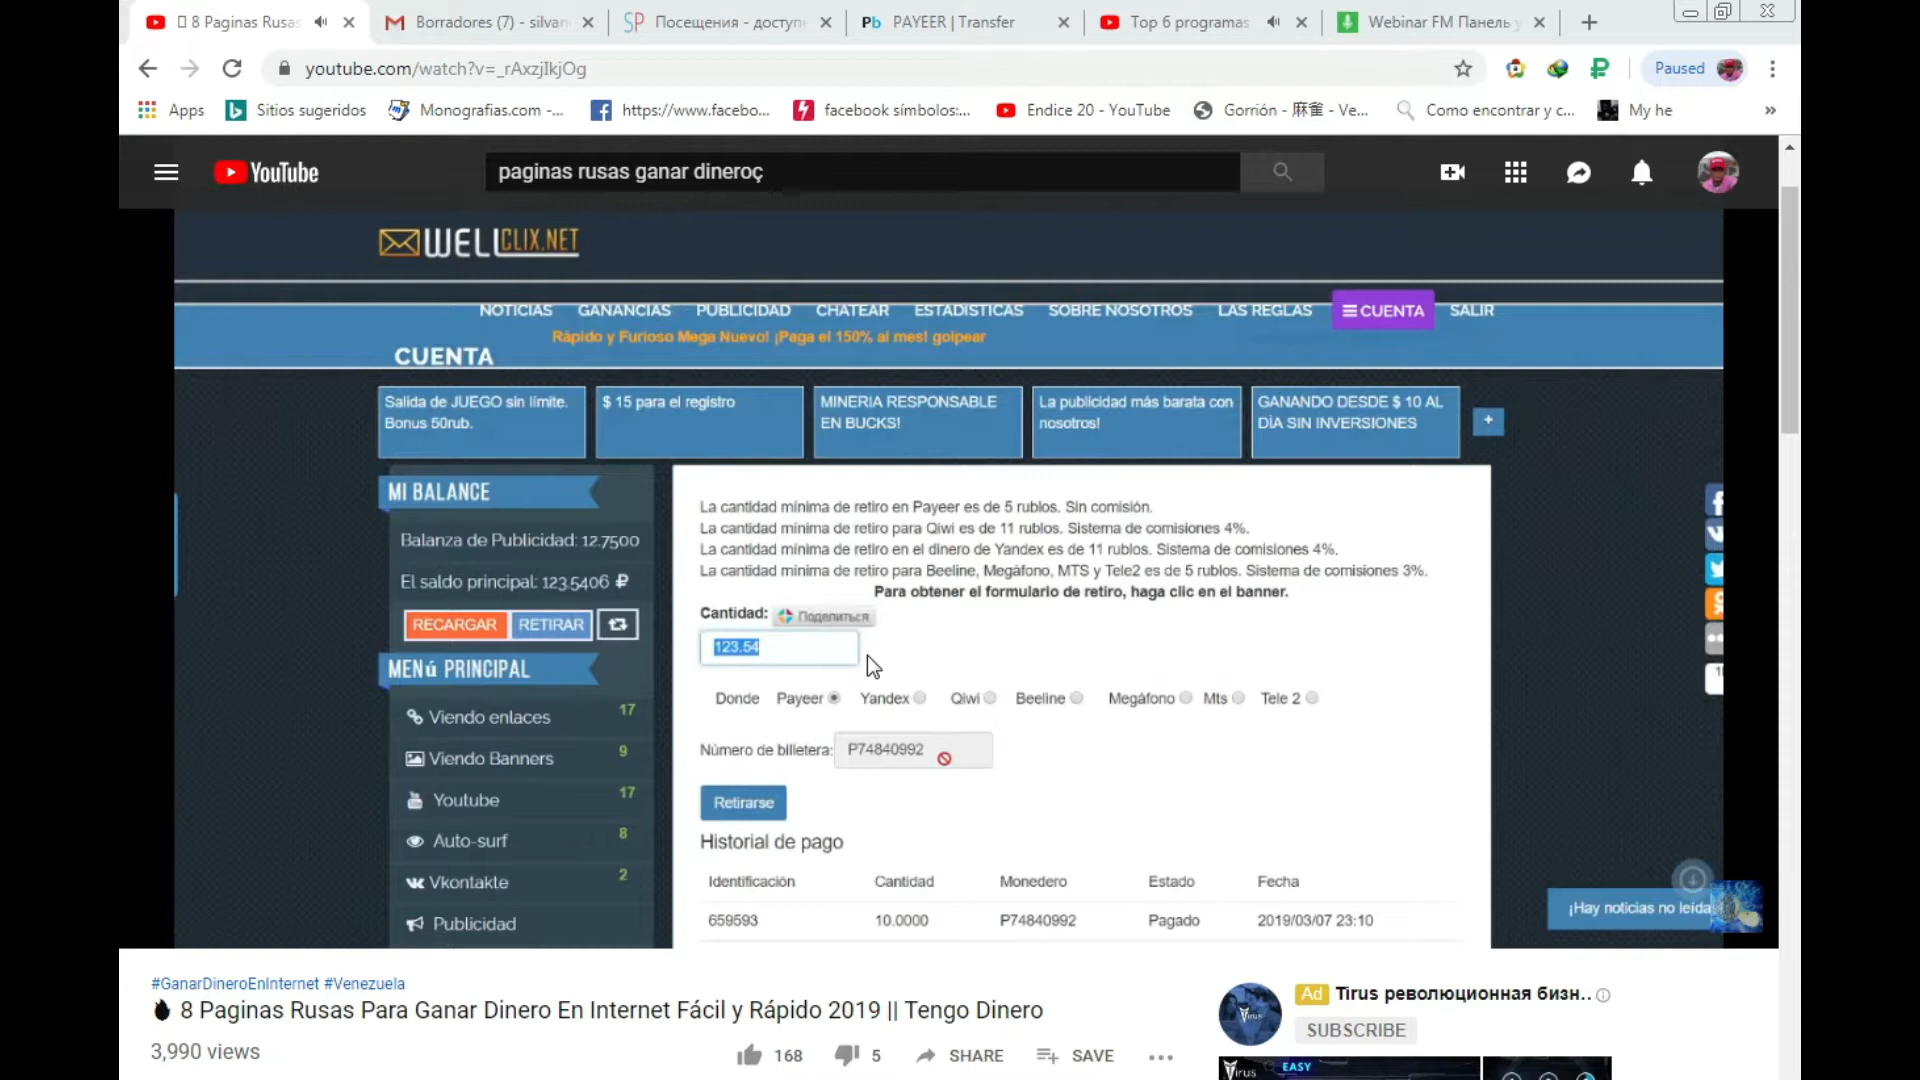 8 Paginas Rusas
Borradores (7) - silvan
Посещения - доступн
PAYEER | Transfer
Top 6 programas
Webinar FM Панель у
youtube.com/watch?v=_rAxzjIkjOg
Paused
Apps
Sitios sugeridos
Monografias.com -...
https://www.facebo...
facebook símbolos:...
Endice 20 - YouTube
Gorrión - 麻雀 - Ve...
Como encontrar y c...
My he
»
YouTube
paginas rusas ganar dineroç
WELLCLIX.NET
NOTICIAS GANANCIAS PUBLICIDAD CHATEAR ESTADÍSTICAS SOBRE NOSOTROS LAS REGLAS CUENTA SALIR
Rápido y Furioso Mega Nuevo! ¡Paga el 150% al mes! golpear
CUENTA
Salida de JUEGO sin límite.
Bonus 50rub.
$ 15 para el registro
MINERIA RESPONSABLE
EN BUCKS!
La publicidad más barata con
nosotros!
GANANDO DESDE $ 10 AL
DÍA SIN INVERSIONES
+
MI BALANCE
Balanza de Publicidad: 12.7500
El saldo principal: 123.5406 ₽
RECARGAR
RETIRAR
MENú PRINCIPAL
Viendo enlaces 17
Viendo Banners 9
Youtube 17
Auto-surf 8
Vkontakte 2
Publicidad
La cantidad mínima de retiro en Payeer es de 5 rublos. Sin comisión.
La cantidad mínima de retiro para Qiwi es de 11 rublos. Sistema de comisiones 4%.
La cantidad mínima de retiro en el dinero de Yandex es de 11 rublos. Sistema de comisiones 4%.
La cantidad mínima de retiro para Beeline, Megáfono, MTS y Tele2 es de 5 rublos. Sistema de comisiones 3%.
Para obtener el formulario de retiro, haga clic en el banner.
Cantidad: Поделиться
123.54
Donde Payeer Yandex Qiwi Beeline Megáfono Mts Tele 2
Número de billetera: P74840992
Retirarse
Historial de pago
Identificación Cantidad Monedero Estado Fecha
659593 10.0000 P74840992 Pagado 2019/03/07 23:10
¡Hay noticias no leída
#GanarDineroEnInternet #Venezuela
8 Paginas Rusas Para Ganar Dinero En Internet Fácil y Rápido 2019 || Tengo Dinero
3,990 views
168
5
SHARE
SAVE
Ad Tirus революционная бизн..
SUBSCRIBE
Tirus
EASY